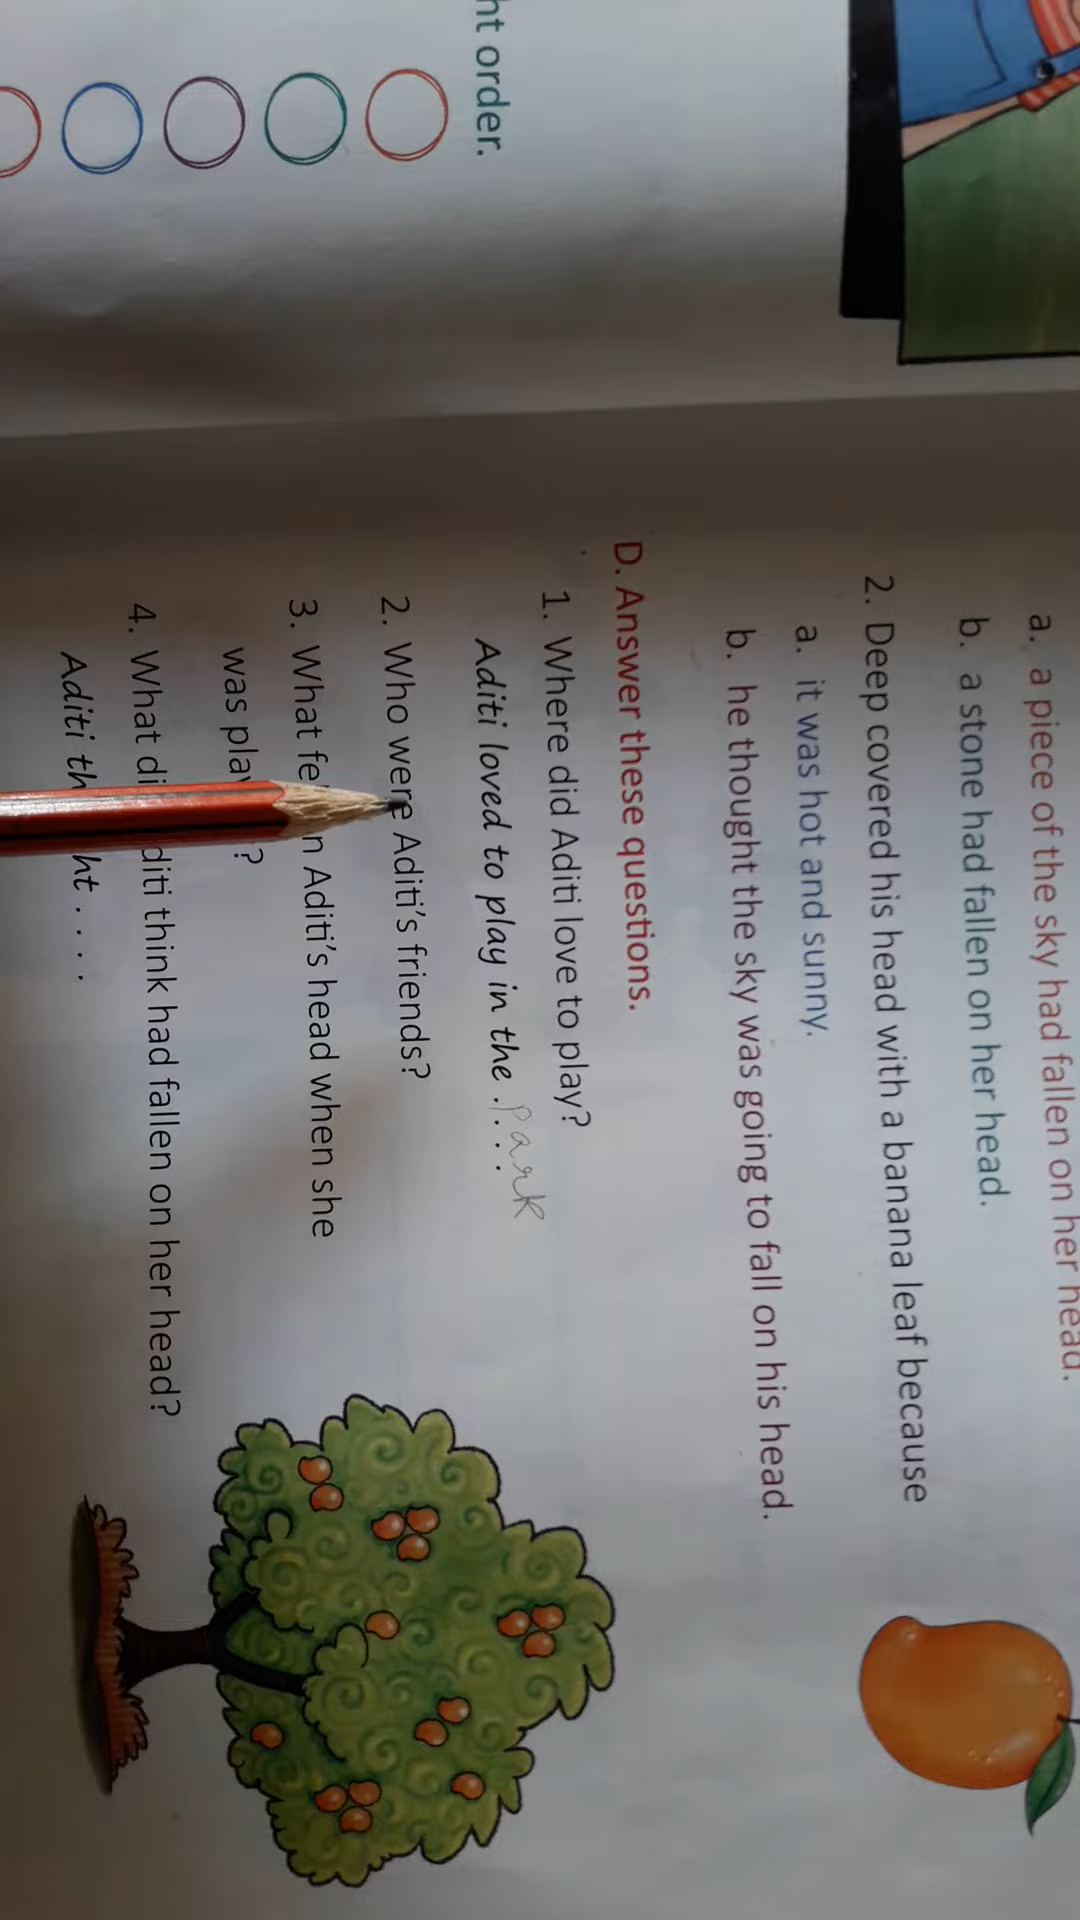 ht order.
a. a piece of the sky had fallen on her head.
b. a stone had fallen on her head.
2. Deep covered his head with a banana leaf because
a. it was hot and sunny.
b. he thought the sky was going to fall on his head.
D. Answer these questions.
1. Where did Aditi love to play?
Aditi loved to play in the . . . . Park
2. Who were Aditi's friends?
3. What fe n Aditi's head when she
was play ?
4. What di diti think had fallen on her head?
Aditi th ht . . . .